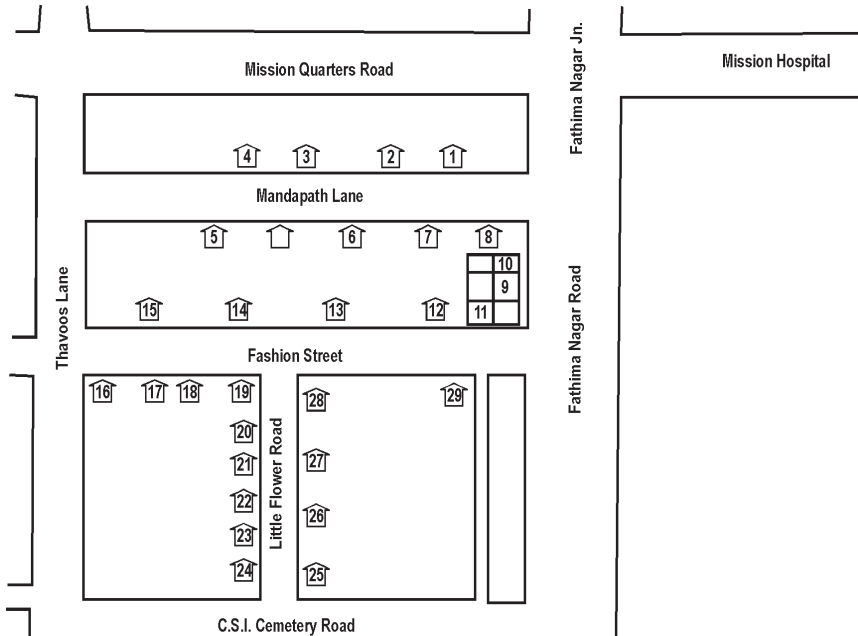 Fathima Nagar Jn.
Mission Quarters Road
Mission Hospital
4 3 2 1
Mandapath Lane
5 6 7 8
10
9
15 14 13 12 11
Thavoos Lane
Fathima Nagar Road
Fashion Street
16 17 18 19 28 29
20
21 27
22
23 26
24 25
Little Flower Road
C.S.I. Cemetery Road